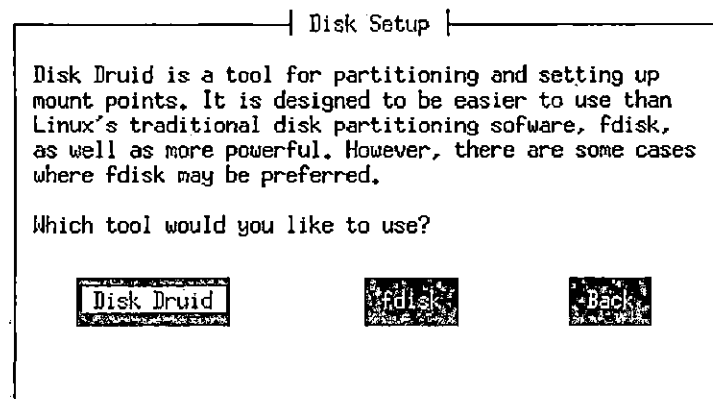 Disk Setup
Disk Druid is a tool for partitioning and setting up
mount points. It is designed to be easier to use than
Linux's traditional disk partitioning sofware, fdisk,
as well as more powerful. However, there are some cases
where fdisk may be preferred.
Which tool would you like to use?
Disk Druid fdisk Back